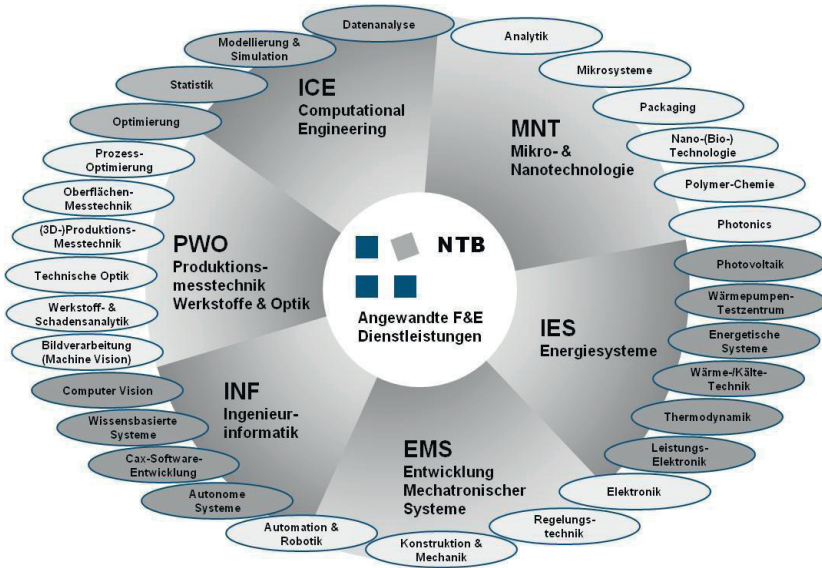 Datenanalyse
Modellierung &
Simulation
Statistik
Optimierung
ICE
Computational
Engineering
Analytik
Mikrosysteme
Packaging
Nano-(Bio-)
Technologie
Polymer-Chemie
Photonics
MNT
Mikro- &
Nanotechnologie
Prozess-
Optimierung
Oberflächen-
Messtechnik
(3D-)Produktions-
Messtechnik
Technische Optik
Werkstoff- &
Schadensanalytik
Bildverarbeitung
(Machine Vision)
PWO
Produktions-
messtechnik
Werkstoffe & Optik
NTB
Angewandte F&E
Dienstleistungen
IES
Energiesysteme
Photovoltaik
Wärmepumpen-
Testzentrum
Energetische
Systeme
Wärme-/Kälte-
Technik
Thermodynamik
Leistungs-
Elektronik
INF
Ingenieur-
informatik
Computer Vision
Wissensbasierte
Systeme
Cax-Software-
Entwicklung
Autonome
Systeme
EMS
Entwicklung
Mechatronischer
Systeme
Automation &
Robotik
Konstruktion &
Mechanik
Regelungs-
technik
Elektronik